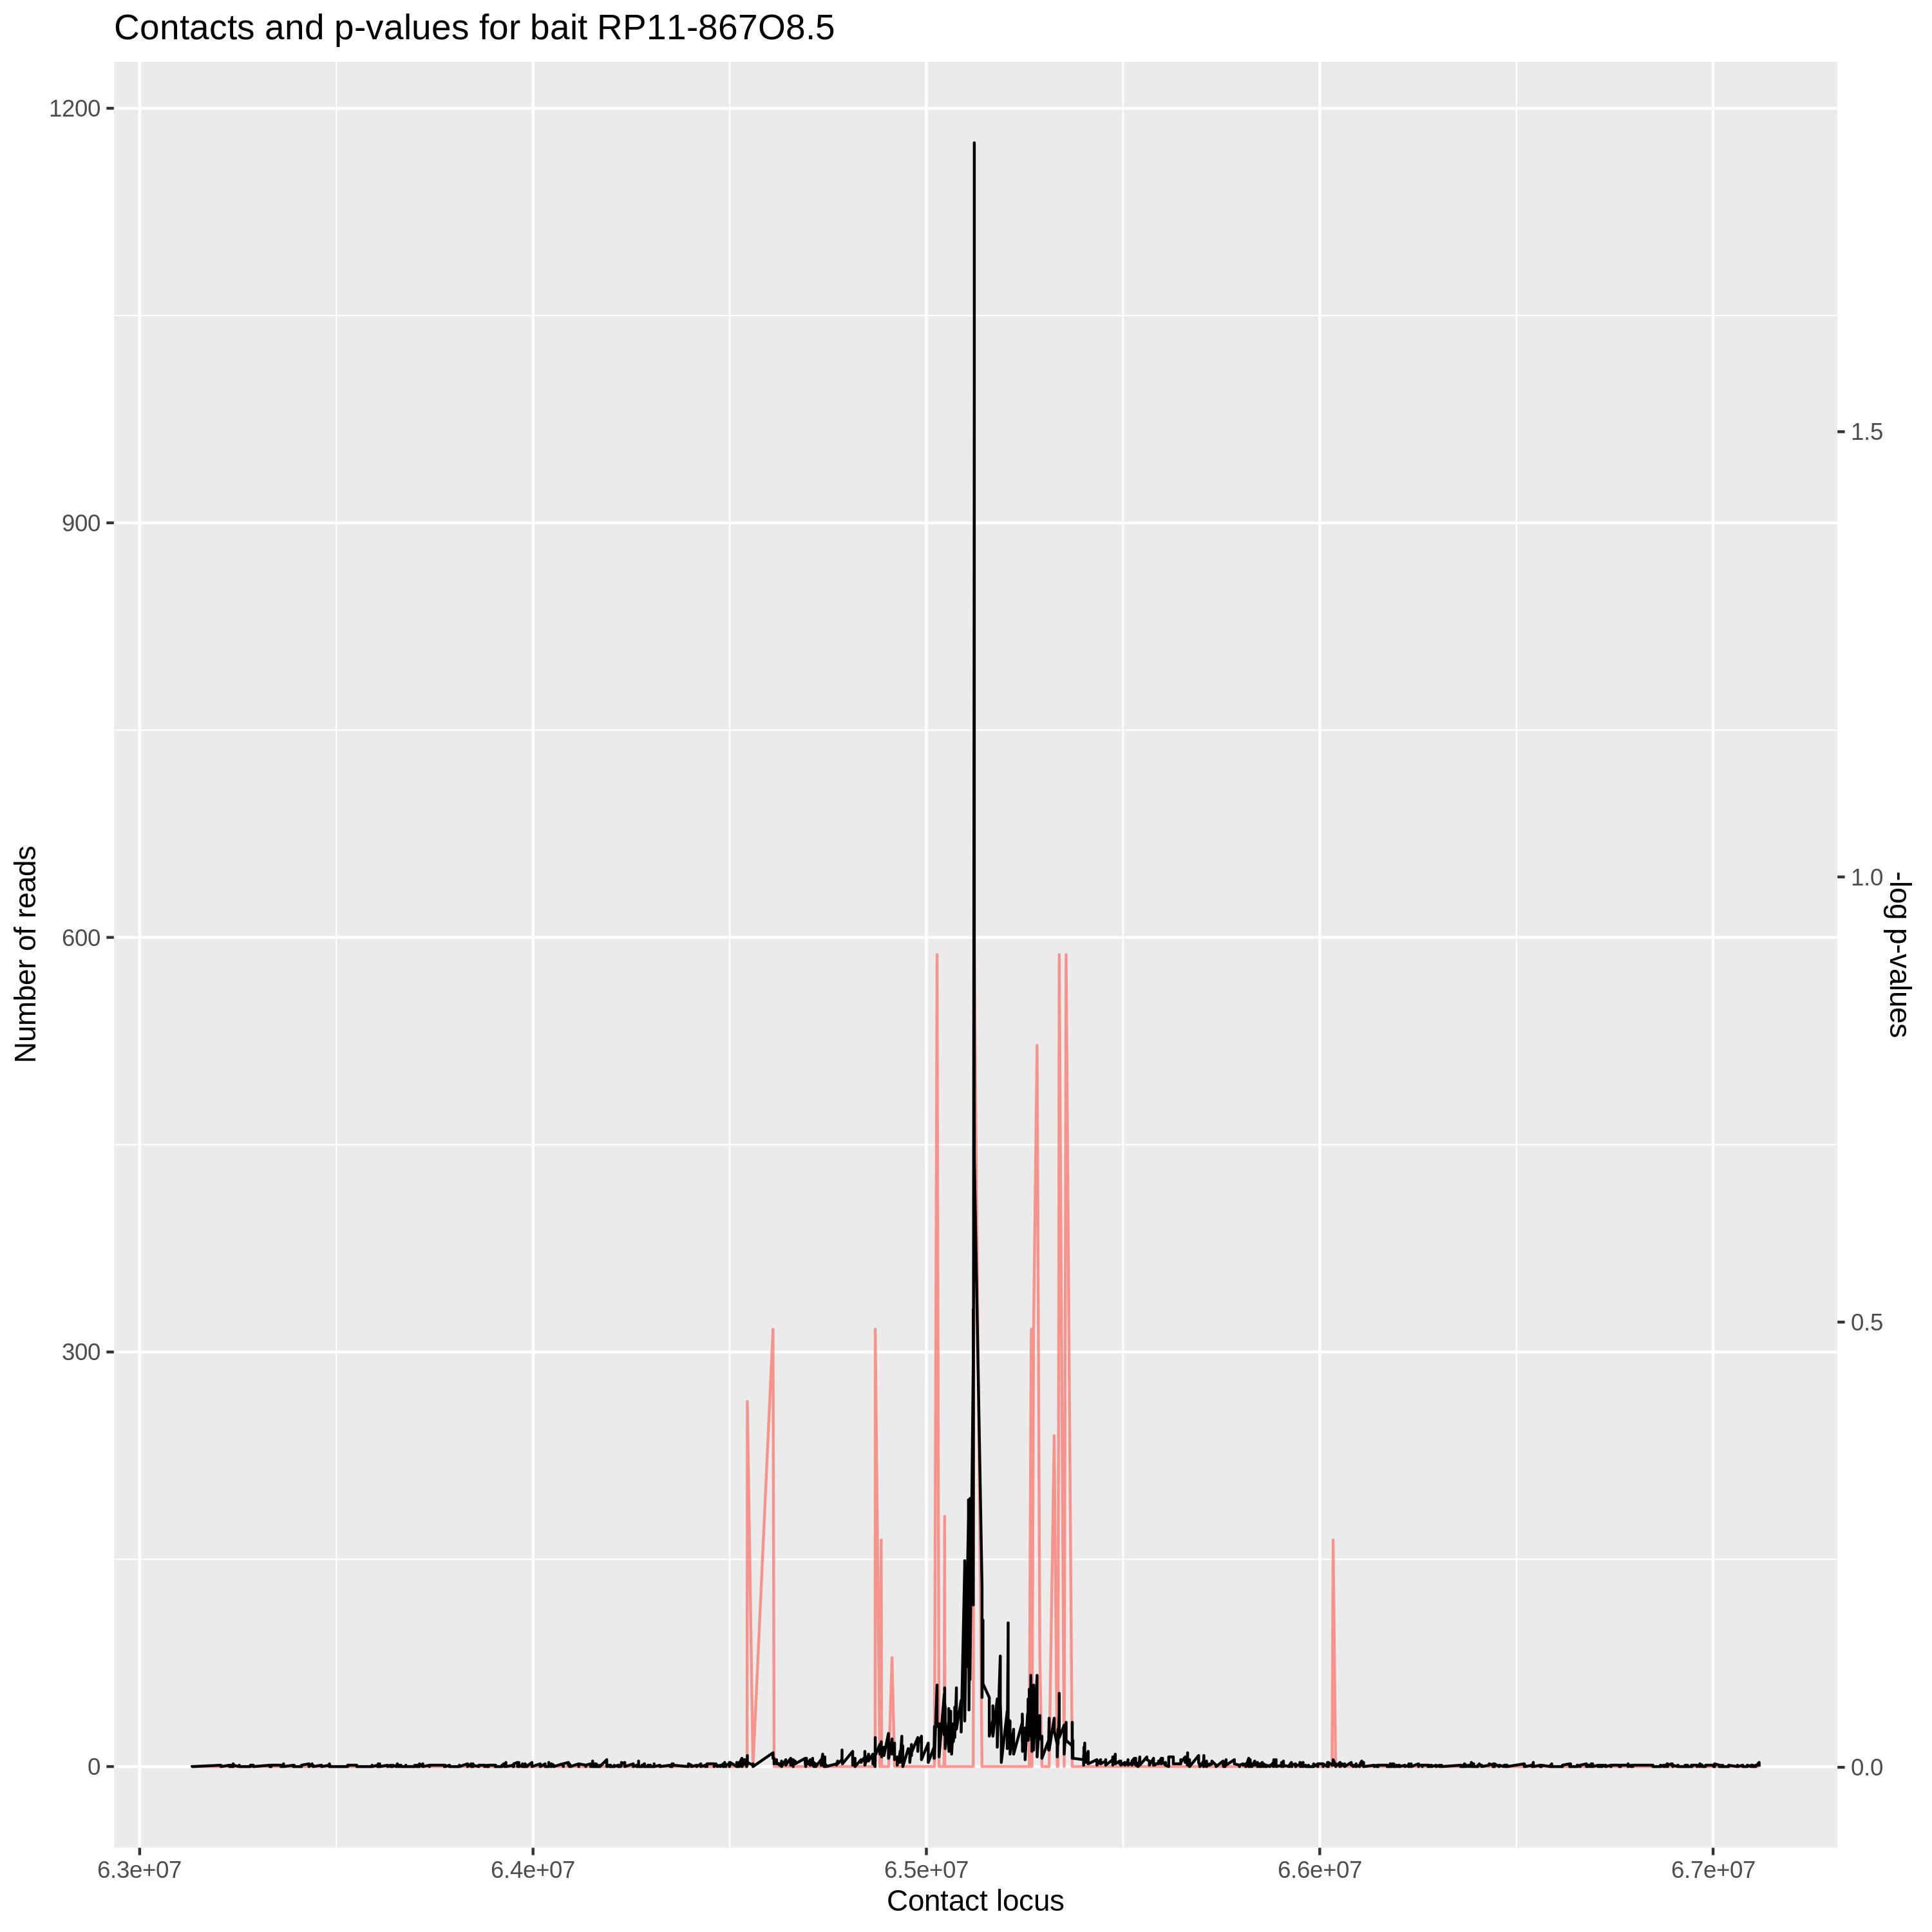 Contacts and p-values for bait RP11-867O8.5
1200
900
600
300
0
Number of reads
1.5
1.0
0.5
0.0
-log p-values
6.3e+07
6.4e+07
6.5e+07
6.6e+07
6.7e+07
Contact locus